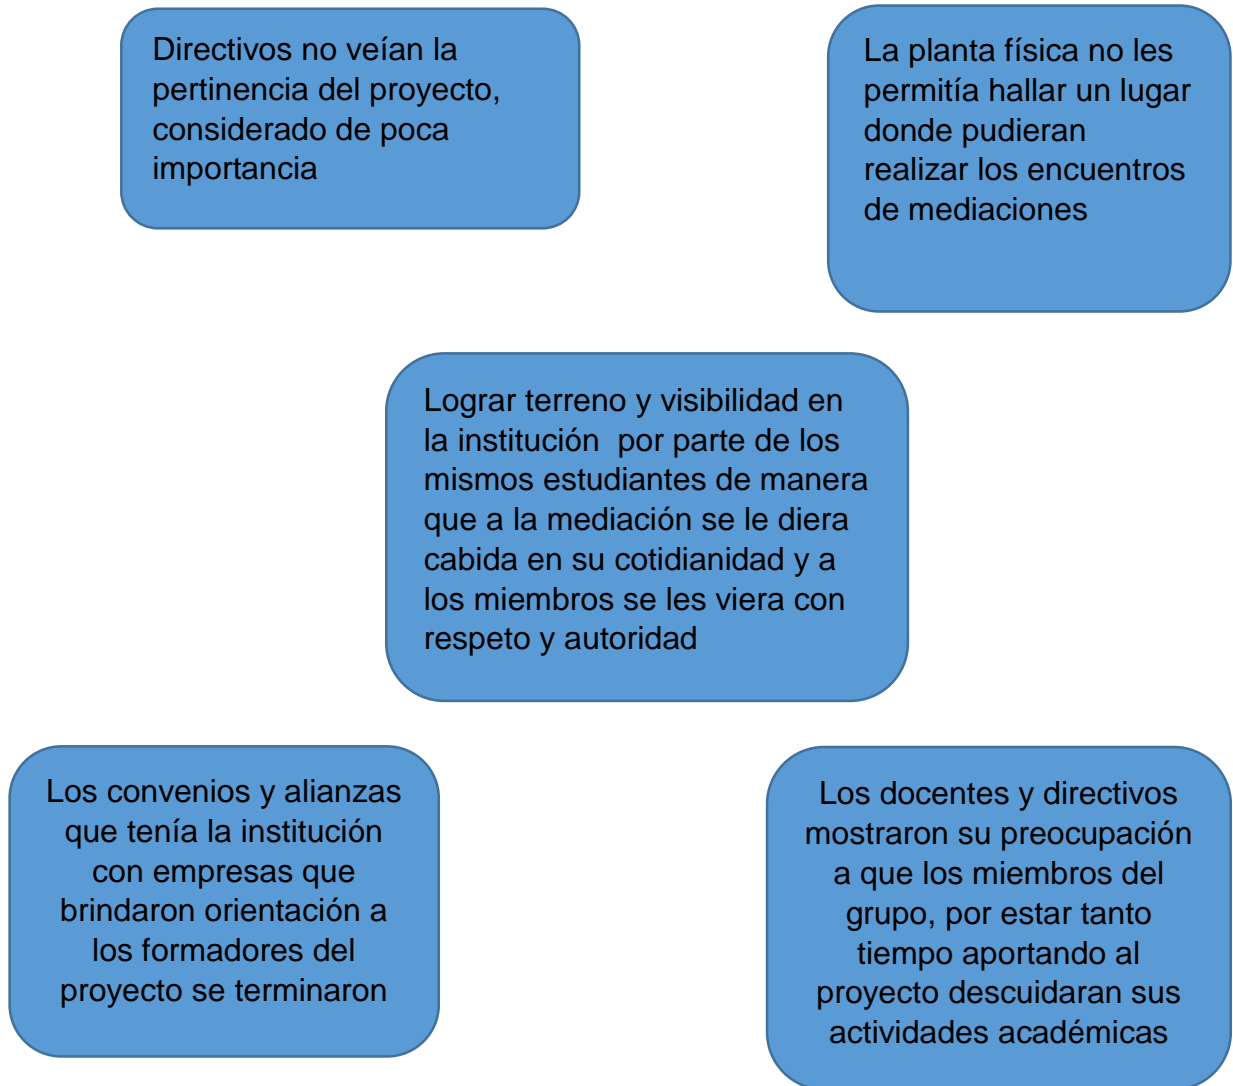 Directivos no veían la
pertinencia del proyecto,
considerado de poca
importancia
La planta física no les
permitía hallar un lugar
donde pudieran
realizar los encuentros
de mediaciones
Lograr terreno y visibilidad en
la institución  por parte de los
mismos estudiantes de manera
que a la mediación se le diera
cabida en su cotidianidad y a
los miembros se les viera con
respeto y autoridad
Los convenios y alianzas
que tenía la institución
con empresas que
brindaron orientación a
los formadores del
proyecto se terminaron
Los docentes y directivos
mostraron su preocupación
a que los miembros del
grupo, por estar tanto
tiempo aportando al
proyecto descuidaran sus
actividades académicas